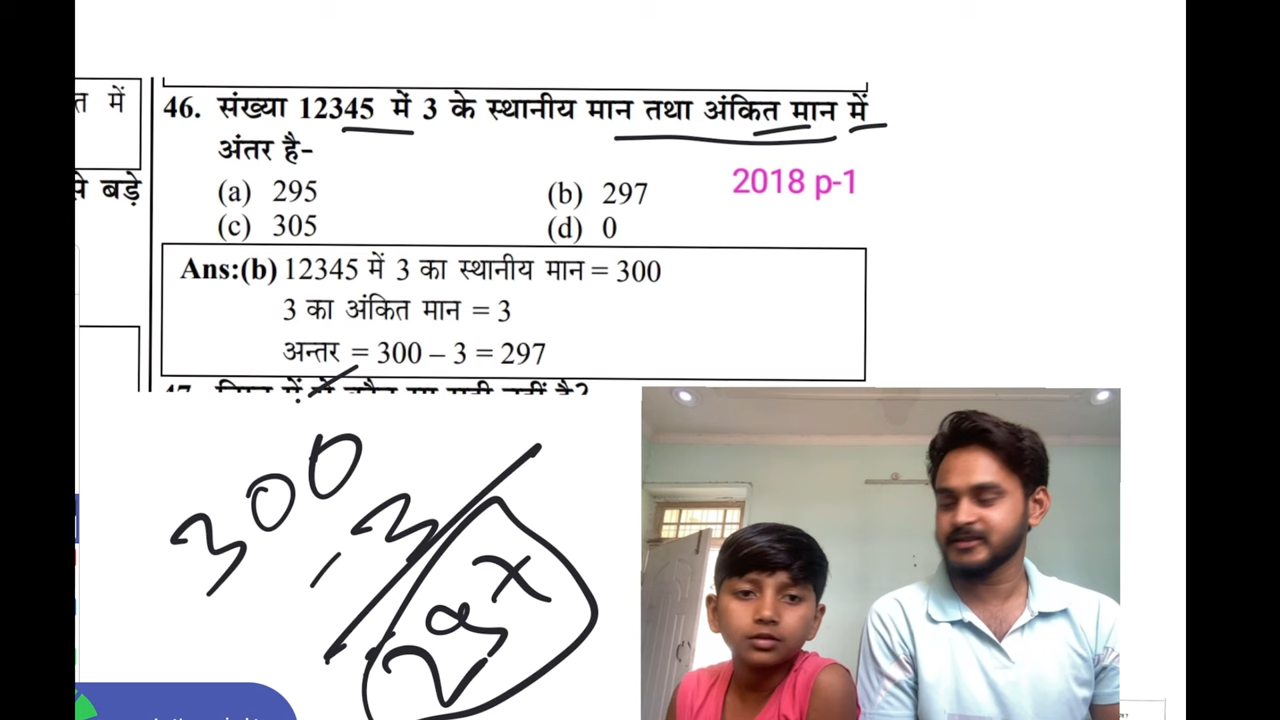 त में
से बड़े
46. संख्या 12345 में 3 के स्थानीय मान तथा अंकित मान में
अंतर है-
(a) 295 (b) 297
(c) 305 (d) 0
2018 p-1
Ans:(b) 12345 में 3 का स्थानीय मान = 300
3 का अंकित मान = 3
अन्तर = 300 – 3 = 297
300 - 3
297